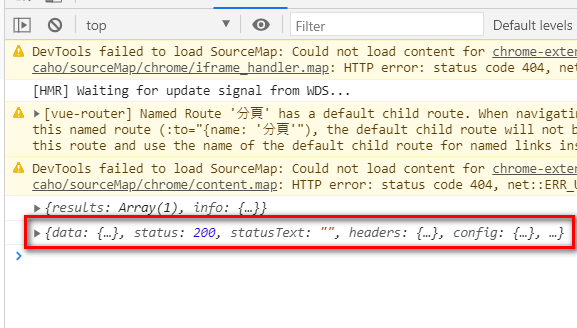 top
Filter
Default levels
DevTools failed to load SourceMap: Could not load content for chrome-exten
caho/sourceMap/chrome/iframe_handler.map: HTTP error: status code 404, net
[HMR] Waiting for update signal from WDS...
[vue-router] Named Route '分頁' has a default child route. When navigatin
this named route (:to="{name: '分頁'"), the default child route will not b
this route and use the name of the default child route for named links ins
DevTools failed to load SourceMap: Could not load content for chrome-exten
caho/sourceMap/chrome/content.map: HTTP error: status code 404, net::ERR_U
{results: Array(1), info: {…}}
{data: {…}, status: 200, statusText: "", headers: {…}, config: {…}, …}